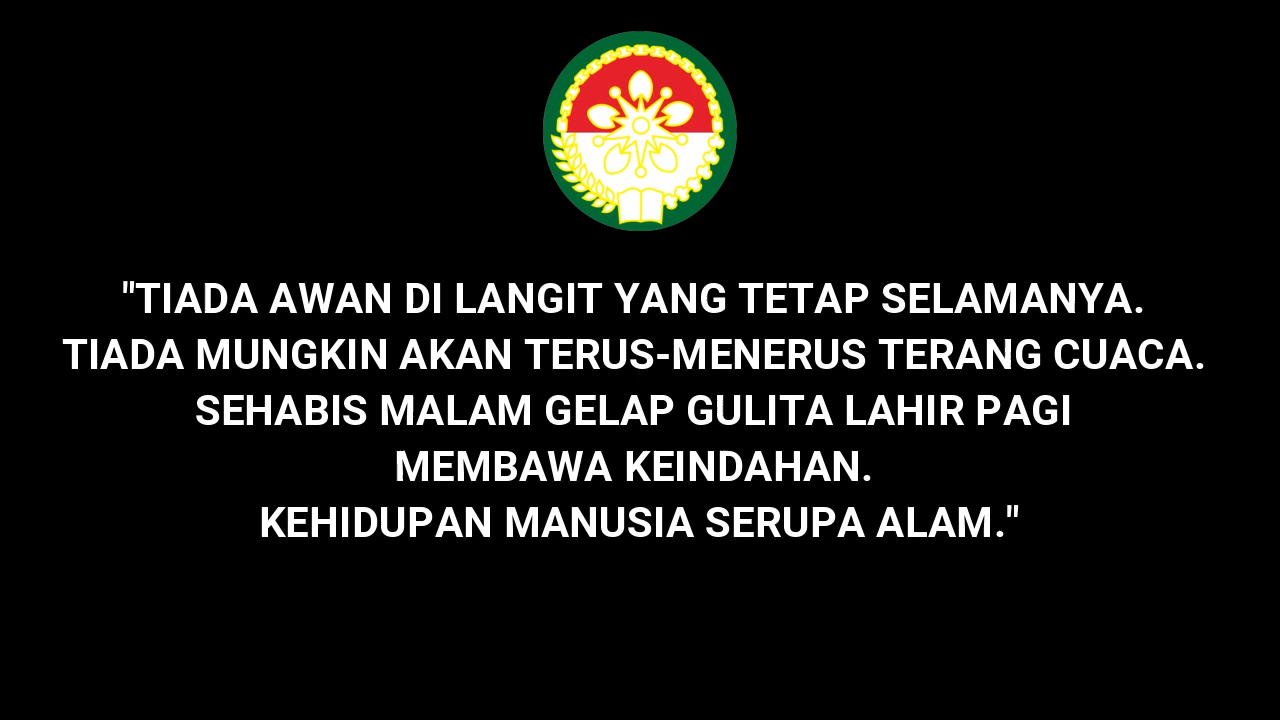 "TIADA AWAN DI LANGIT YANG TETAP SELAMANYA.
TIADA MUNGKIN AKAN TERUS-MENERUS TERANG CUACA.
SEHABIS MALAM GELAP GULITA LAHIR PAGI
MEMBAWA KEINDAHAN.
KEHIDUPAN MANUSIA SERUPA ALAM."